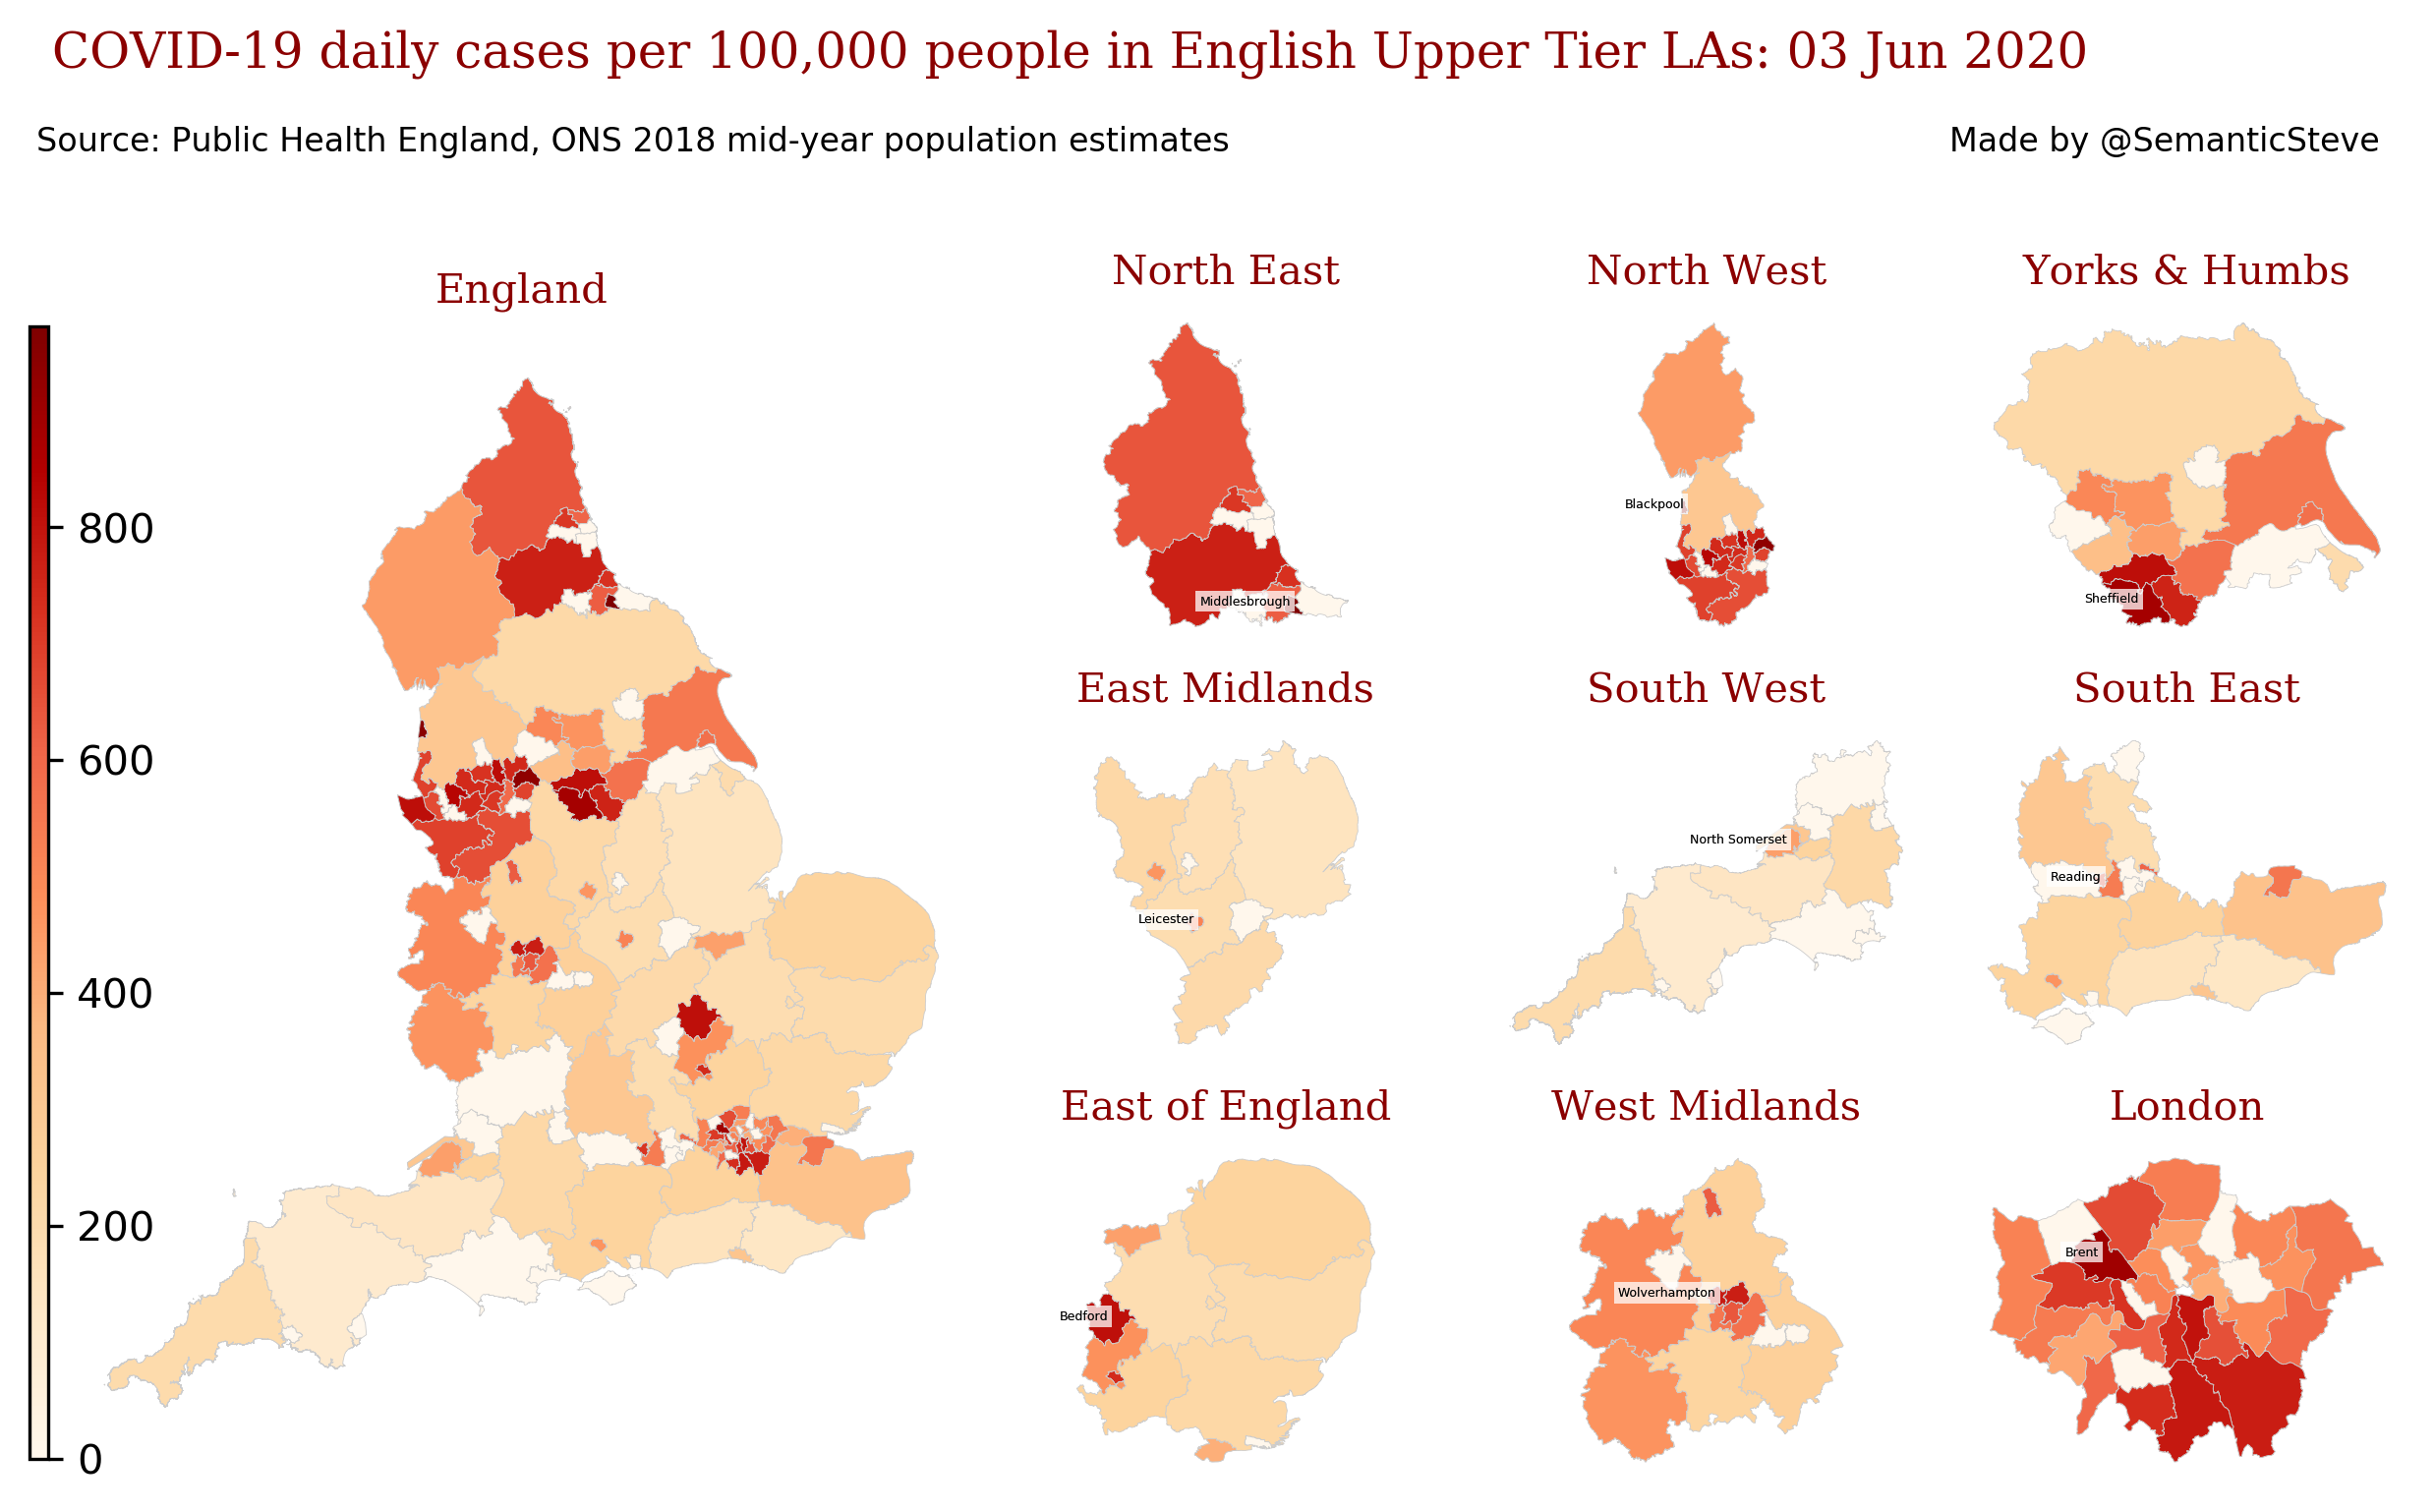 COVID-19 daily cases per 100,000 people in English Upper Tier LAs: 03 Jun 2020
Source: Public Health England, ONS 2018 mid-year population estimates
Made by @SemanticSteve
England
North East
North West
Yorks & Humbs
800
600
400
200
0
Blackpool
Middlesbrough
Sheffield
East Midlands
South West
South East
North Somerset
Reading
Leicester
East of England
West Midlands
London
Brent
Wolverhampton
Bedford